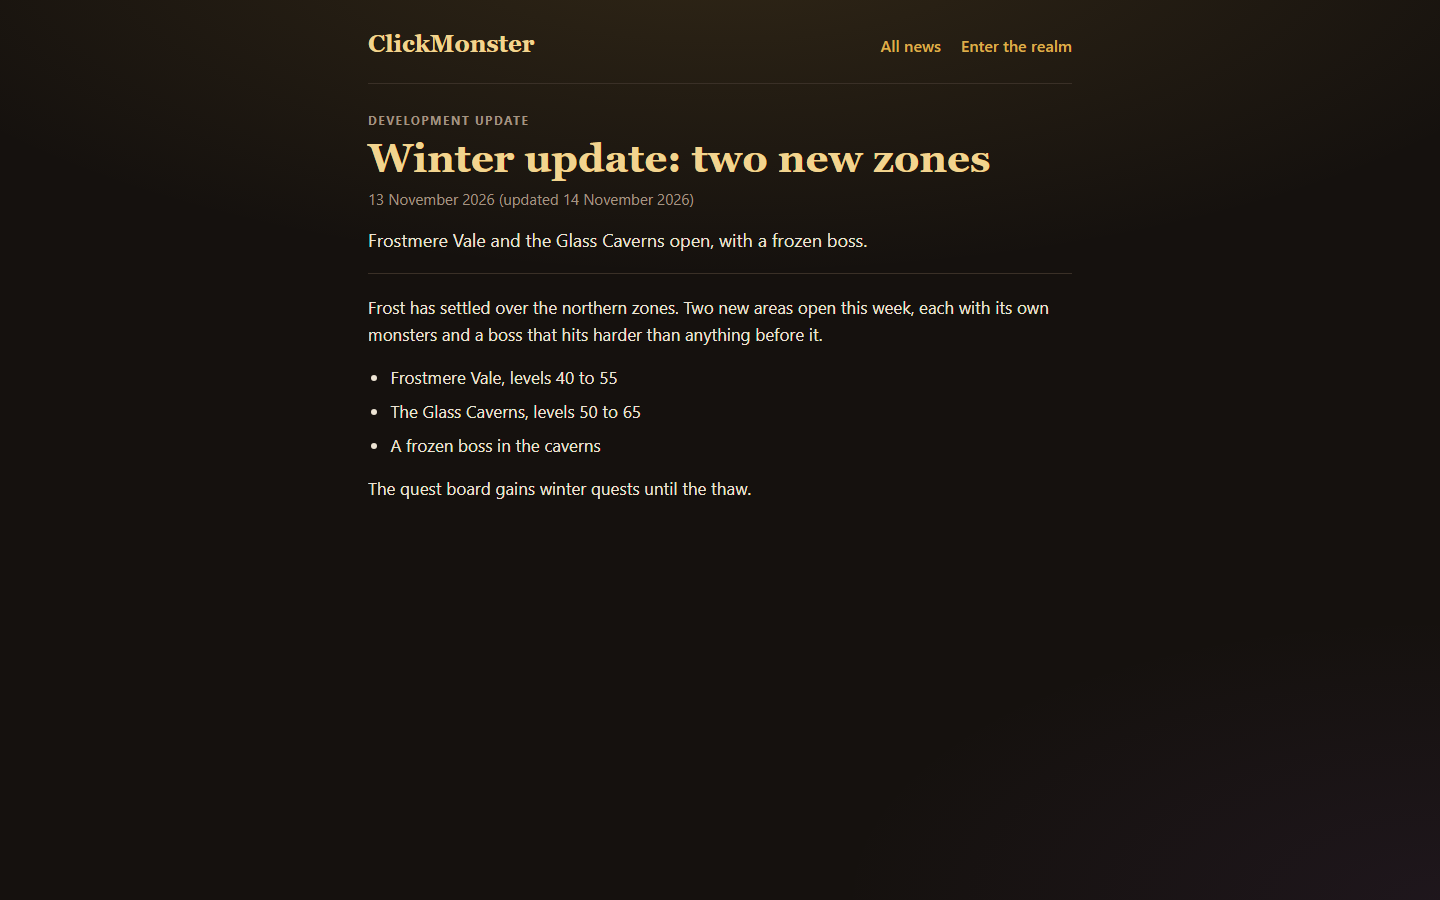 ClickMonster
All news
Enter the realm
DEVELOPMENT UPDATE
Winter update: two new zones
13 November 2026 (updated 14 November 2026)
Frostmere Vale and the Glass Caverns open, with a frozen boss.
Frost has settled over the northern zones. Two new areas open this week, each with its own
monsters and a boss that hits harder than anything before it.
• Frostmere Vale, levels 40 to 55
• The Glass Caverns, levels 50 to 65
• A frozen boss in the caverns
The quest board gains winter quests until the thaw.